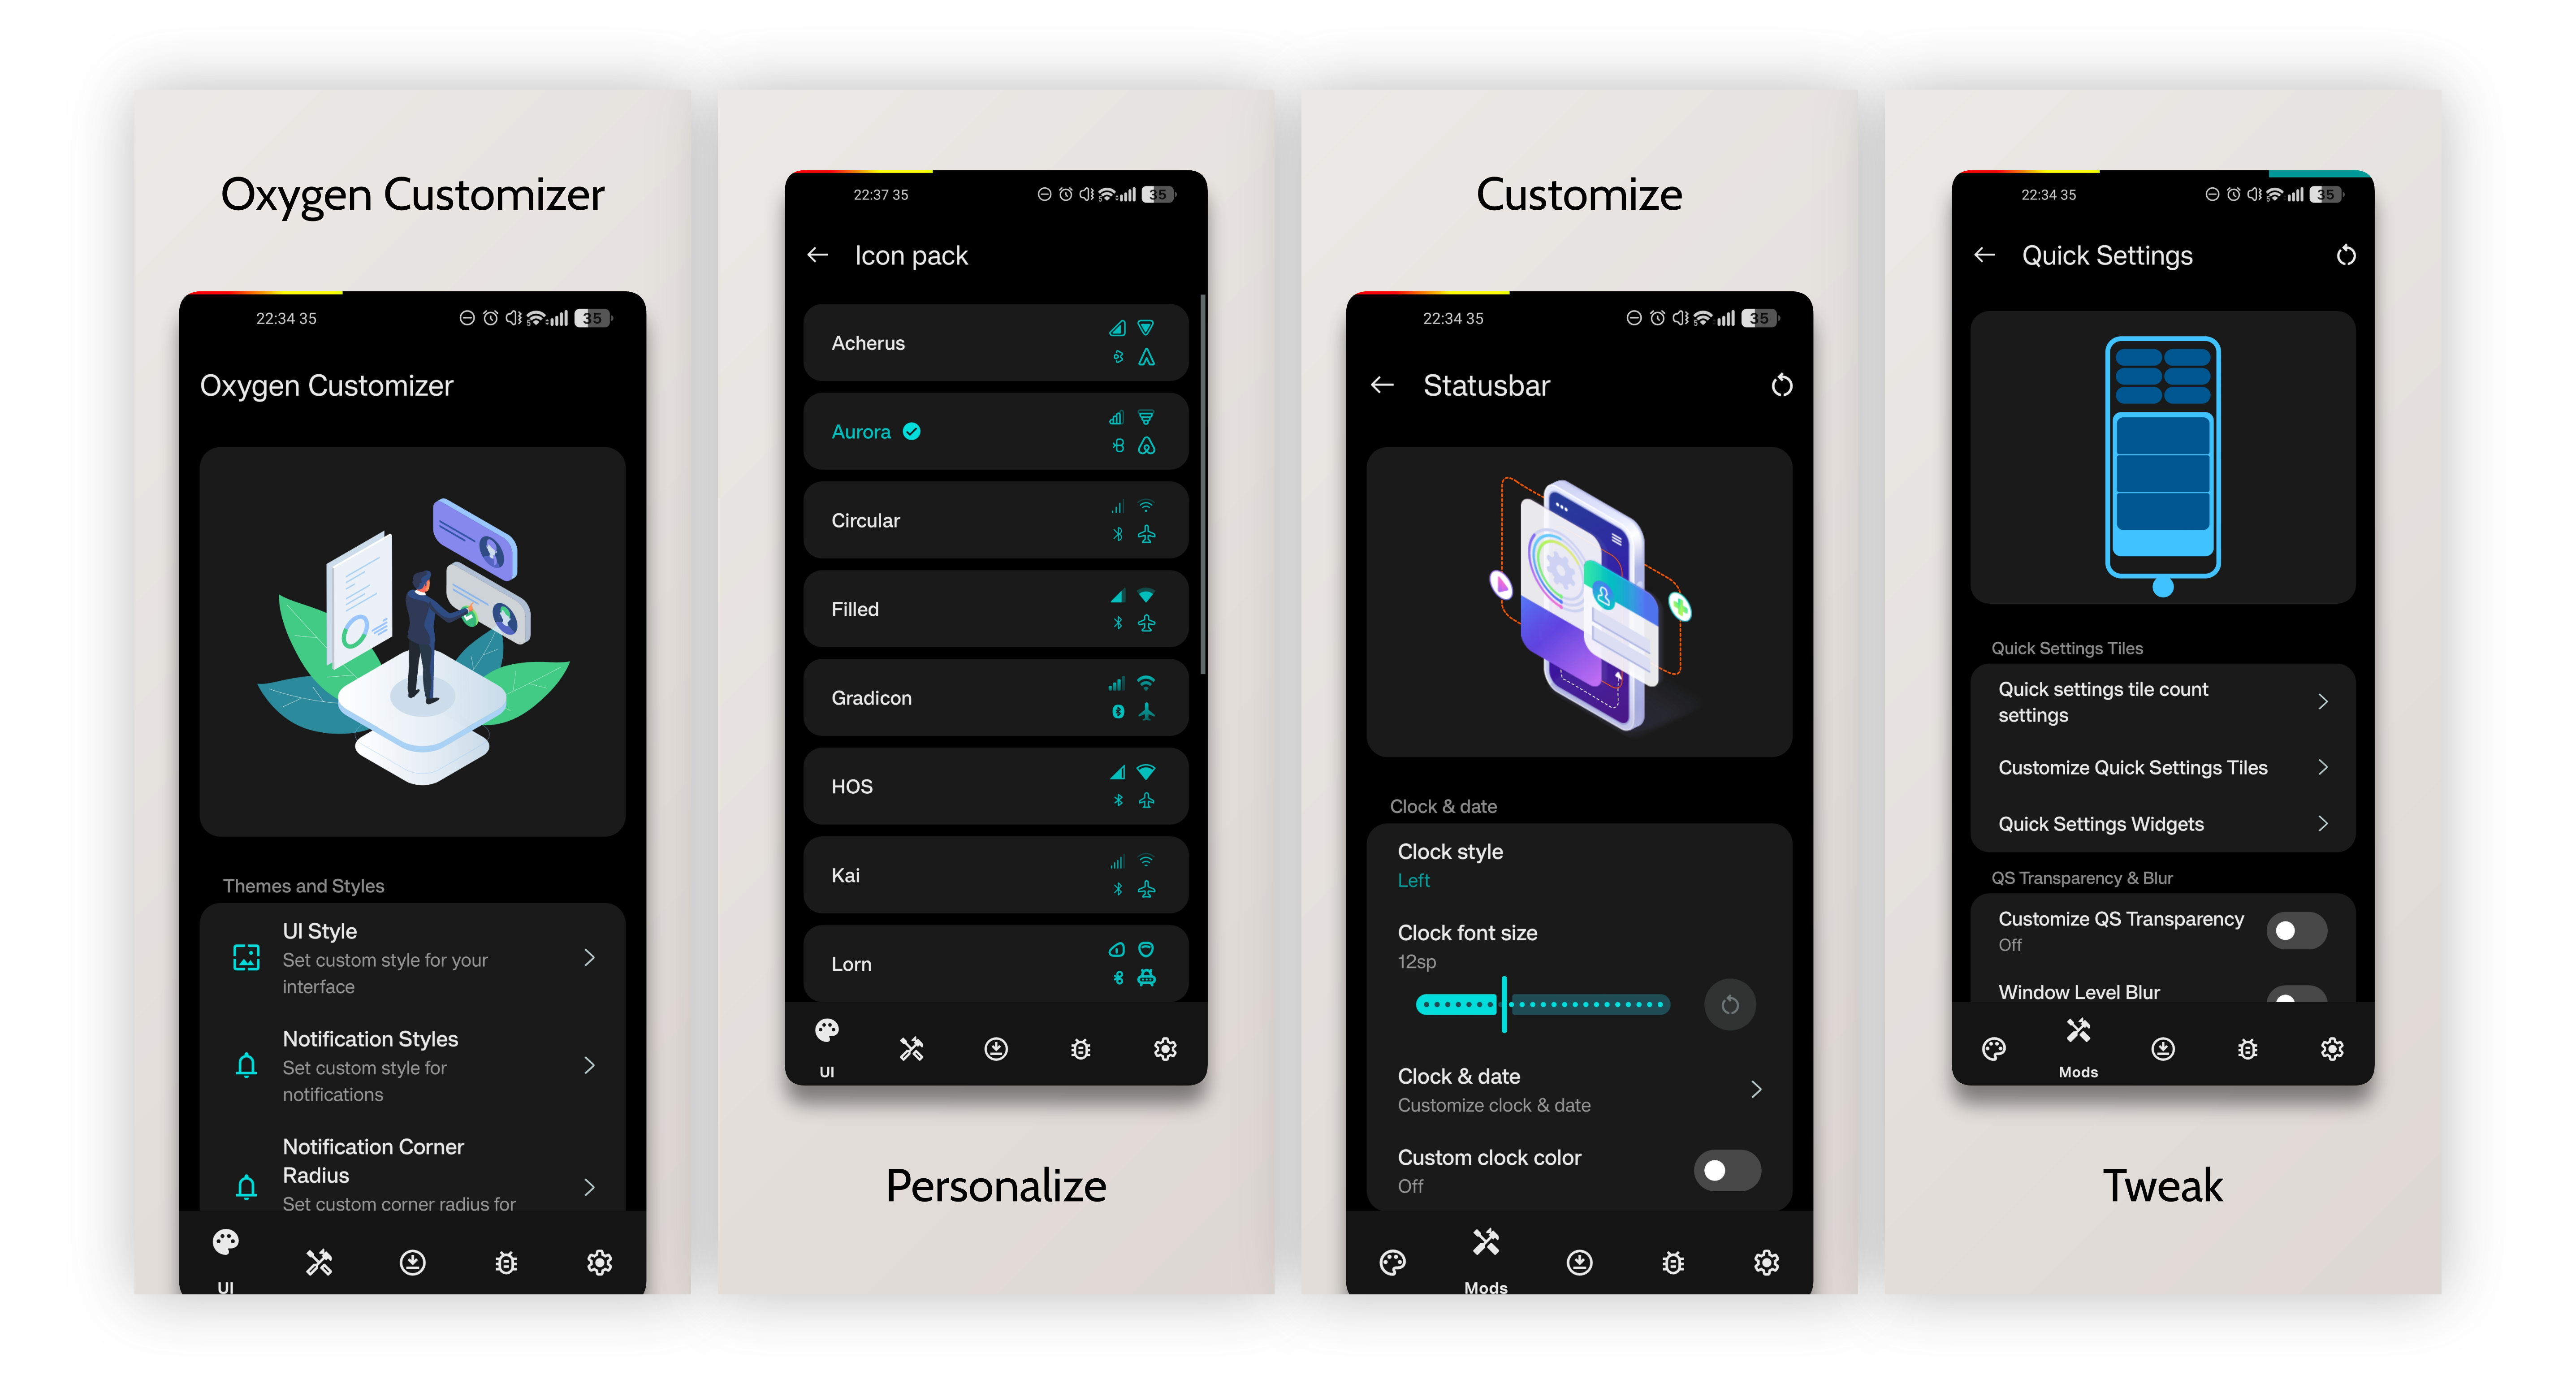 Oxygen Customizer
22:34 35
35
Oxygen Customizer
Themes and Styles
UI Style
Set custom style for your
interface
Notification Styles
Set custom style for
notifications
Notification Corner
Radius
Set custom corner radius for
UI
22:37 35
35
Icon pack
Acherus
Aurora
Circular
Filled
Gradicon
HOS
Kai
Lorn
UI
Personalize
Customize
22:34 35
35
Statusbar
Clock & date
Clock style
Left
Clock font size
12sp
Clock & date
Customize clock & date
Custom clock color
Off
Mods
22:34 35
35
Quick Settings
Quick Settings Tiles
Quick settings tile count
settings
Customize Quick Settings Tiles
Quick Settings Widgets
QS Transparency & Blur
Customize QS Transparency
Off
Window Level Blur
Mods
Tweak